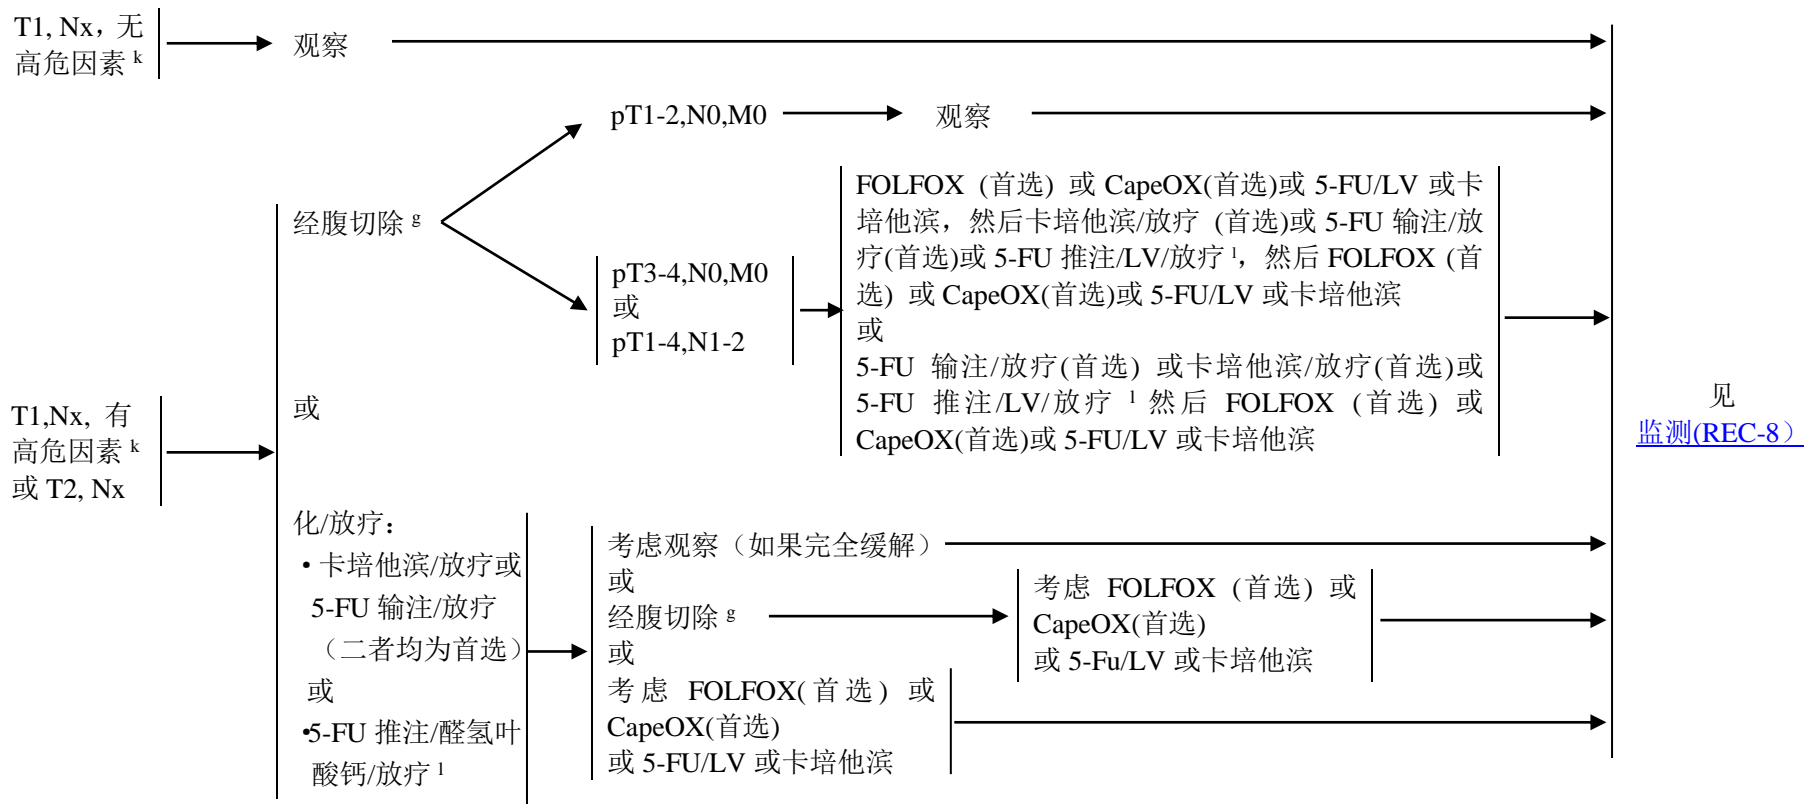 T1, Nx，无
高危因素 k
观察
pT1-2,N0,M0
观察
经腹切除 g
pT3-4,N0,M0
或
pT1-4,N1-2
FOLFOX (首选) 或 CapeOX(首选)或 5-FU/LV 或卡
培他滨，然后卡培他滨/放疗 (首选)或 5-FU 输注/放
疗(首选)或 5-FU 推注/LV/放疗 l，然后 FOLFOX (首
选) 或 CapeOX(首选)或 5-FU/LV 或卡培他滨
或
5-FU 输注/放疗(首选) 或卡培他滨/放疗(首选)或
5-FU 推注/LV/放疗 l 然后 FOLFOX (首选) 或
CapeOX(首选)或 5-FU/LV 或卡培他滨
T1,Nx, 有
高危因素 k
或 T2, Nx
或
化/放疗：
·卡培他滨/放疗或
5-FU 输注/放疗
（二者均为首选）
或
•5-FU 推注/醛氢叶
酸钙/放疗 l
考虑观察（如果完全缓解）
或
经腹切除 g
或
考虑 FOLFOX(首选) 或
CapeOX(首选)
或 5-FU/LV 或卡培他滨
考虑 FOLFOX (首选) 或
CapeOX(首选)
或 5-Fu/LV 或卡培他滨
见
监测(REC-8）